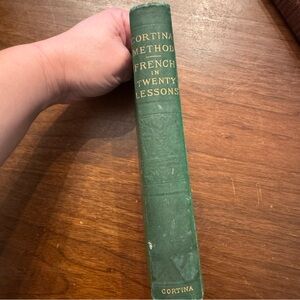 CORTINA
METHOD
FRENCH
IN
TWENTY
LESSONS
CORTINA